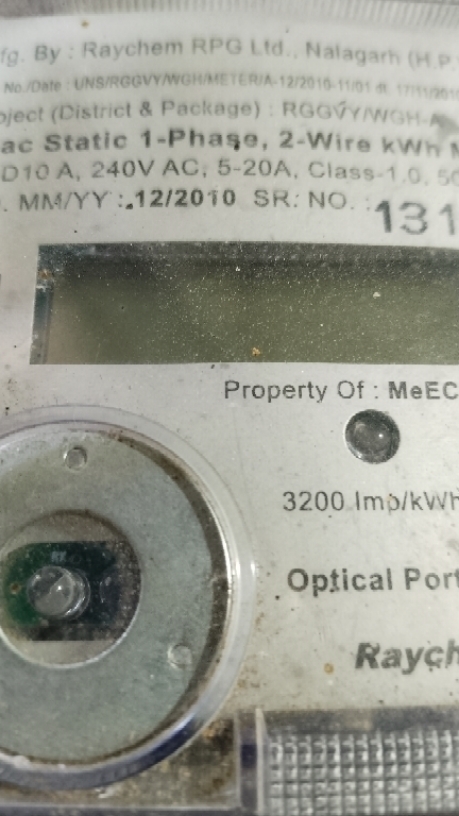 fg. By : Raychem RPG Ltd., Nalagarh (H.P.
No./Date : UNS/RGGVY/WGH/METER/A-12/2010-11/01 dt. 17/11/2010
oject (District & Package) : RGGVY/WGH-A
ac Static 1-Phase, 2-Wire kWh M
D10 A, 240V AC, 5-20A, Class-1.0, 50
. MM/YY : 12/2010 SR. NO. : 131
Property Of : MeEC
3200 Imp/kWh
Optical Port
Raych